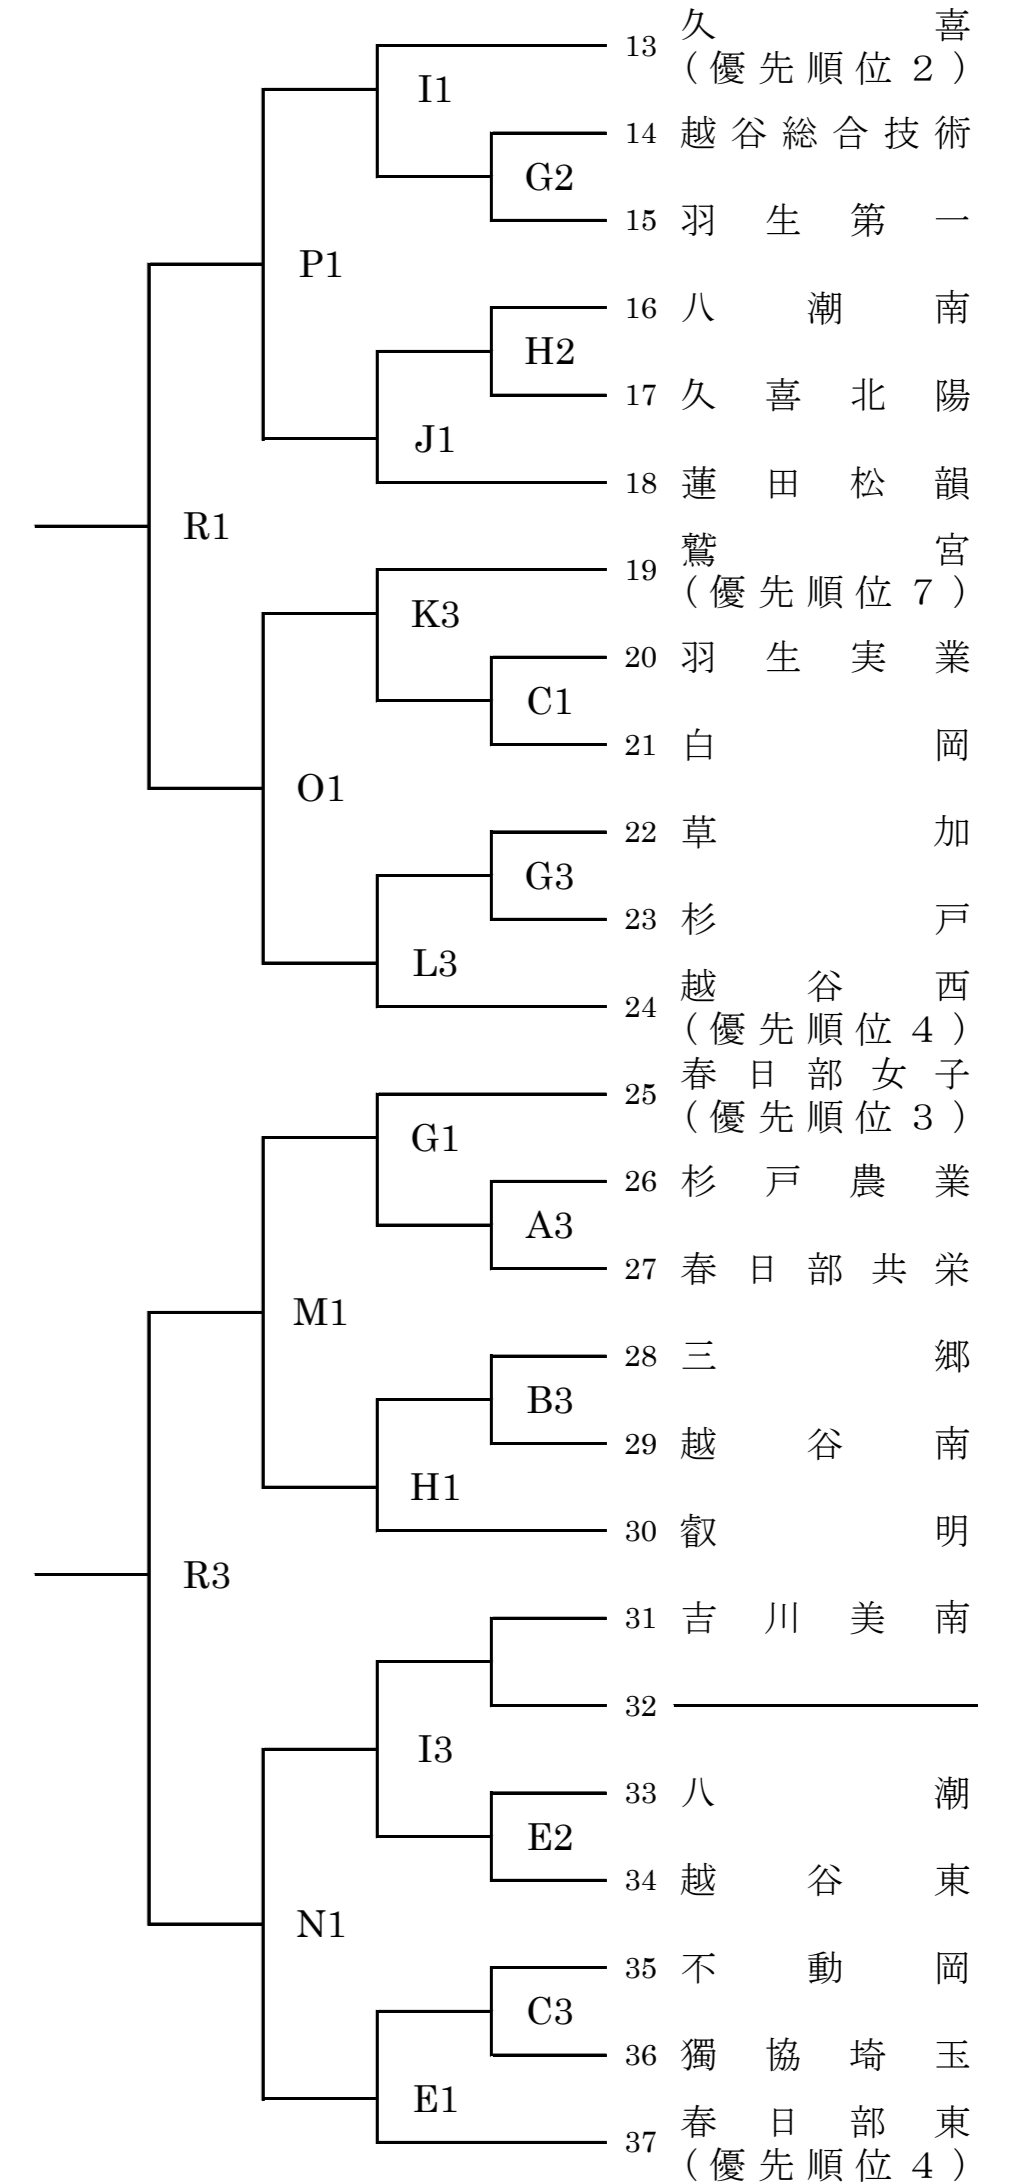 13 久喜
(優先順位2)
I1
14 越谷総合技術
G2
15 羽生第一
P1
16 八潮南
H2
17 久喜北陽
J1
18 蓮田松韻
R1
19 鷲宮
(優先順位7)
K3
20 羽生実業
C1
21 白岡
O1
22 草加
G3
23 杉戸
L3
24 越谷西
(優先順位4)
25 春日部女子
(優先順位3)
G1
26 杉戸農業
A3
27 春日部共栄
M1
28 三郷
B3
29 越谷南
H1
30 叡明
R3
31 吉川美南
32
I3
33 八潮
E2
34 越谷東
N1
35 不動岡
C3
36 獨協埼玉
E1
37 春日部東
(優先順位4)